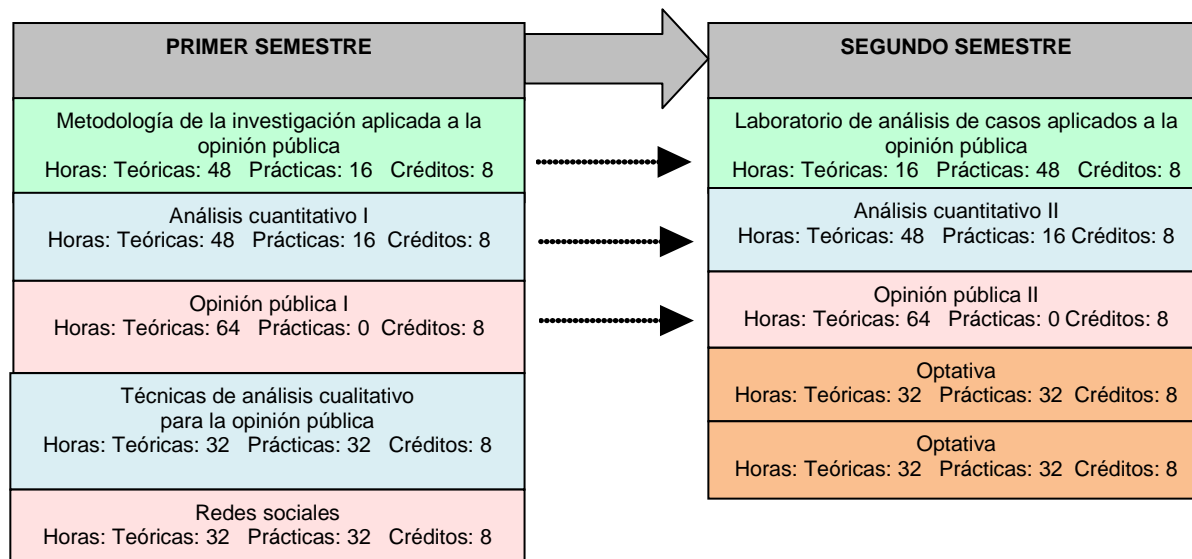 PRIMER SEMESTRE
Metodología de la investigación aplicada a la
opinión pública
Horas: Teóricas: 48 Prácticas: 16 Créditos: 8
Análisis cuantitativo I
Horas: Teóricas: 48 Prácticas: 16 Créditos: 8
Opinión pública I
Horas: Teóricas: 64 Prácticas: 0 Créditos: 8
Técnicas de análisis cualitativo
para la opinión pública
Horas: Teóricas: 32 Prácticas: 32 Créditos: 8
Redes sociales
Horas: Teóricas: 32 Prácticas: 32 Créditos: 8
SEGUNDO SEMESTRE
Laboratorio de análisis de casos aplicados a la
opinión pública
Horas: Teóricas: 16 Prácticas: 48 Créditos: 8
Análisis cuantitativo II
Horas: Teóricas: 48 Prácticas: 16 Créditos: 8
Opinión pública II
Horas: Teóricas: 64 Prácticas: 0 Créditos: 8
Optativa
Horas: Teóricas: 32 Prácticas: 32 Créditos: 8
Optativa
Horas: Teóricas: 32 Prácticas: 32 Créditos: 8